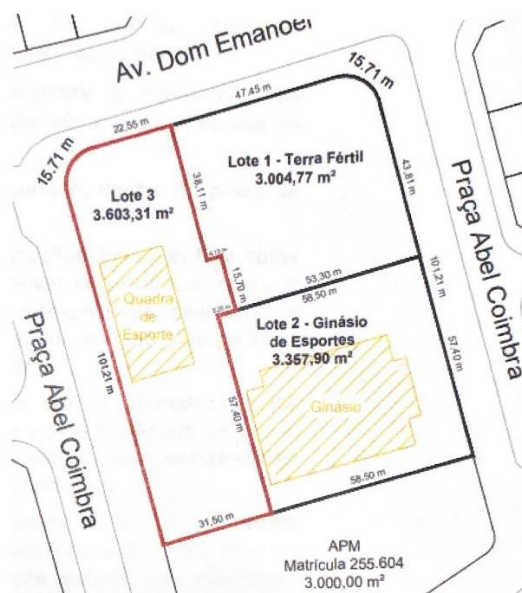 Av. Dom Emanoel
15.71 m
47,45 m
22,55 m
15.71 m
Lote 1 - Terra Fértil
3.004,77 m²
38,11 m
43,81 m
Lote 3
3.603,31 m²
Praça Abel Coimbra
15,70 m
53,30 m
58,50 m
101,21 m
Quadra
de
Esporte
Lote 2 - Ginásio
de Esportes
3.357,90 m²
57,40 m
Praça Abel Coimbra
101,21 m
57,40 m
Ginásio
58,50 m
31,50 m
APM
Matrícula 255.604
3.000,00 m²